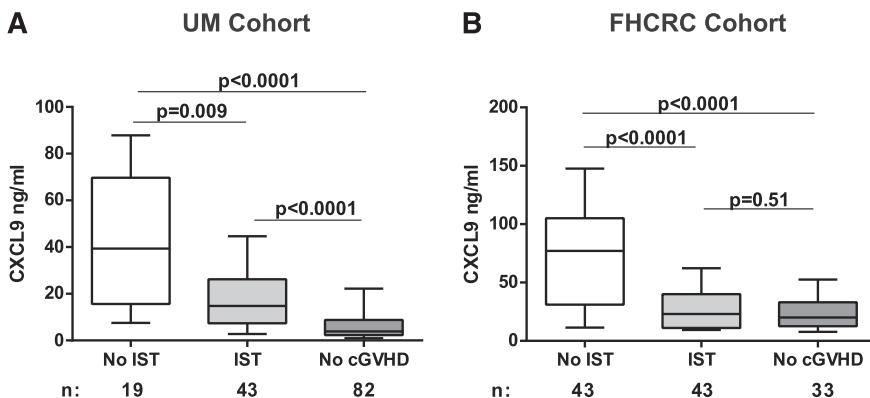 A
UM Cohort
p<0.0001
p=0.009
p<0.0001
CXCL9 ng/ml
100
80
60
40
20
0
No IST IST No cGVHD
n: 19 43 82
B
FHCRC Cohort
p<0.0001
p<0.0001
p=0.51
CXCL9 ng/ml
200
150
100
50
0
No IST IST No cGVHD
n: 43 43 33